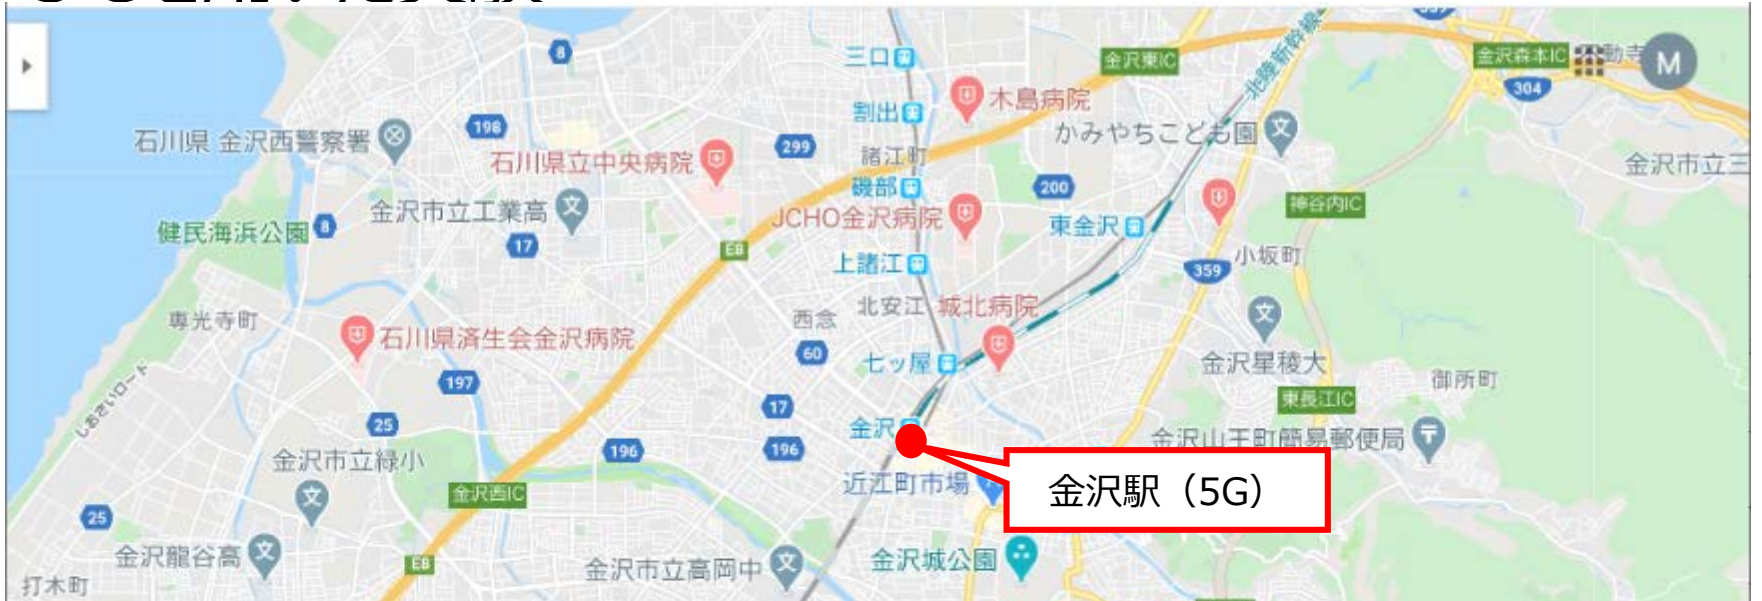 三口
金沢東IC
北陸新幹線
金沢森本IC
動寺
M
8
304
木島病院
割出
198
石川県 金沢西警察署
299
諸江町
かみやちこども園
石川県立中央病院
金沢市立三
磯部
200
金沢市立工業高
神谷内IC
JCHO金沢病院
健民海浜公園
8
17
東金沢
E8
小坂町
上諸江
359
北安江
城北病院
西念
専光寺町
石川県済生会金沢病院
60
七ッ屋
金沢星稜大
御所町
197
しおさいロード
17
東長江IC
25
金沢
金沢山王町簡易郵便局
196
196
金沢市立緑小
近江町市場
金沢駅（5G）
金沢西IC
25
金沢龍谷高
E8
金沢市立高岡中
金沢城公園
打木町